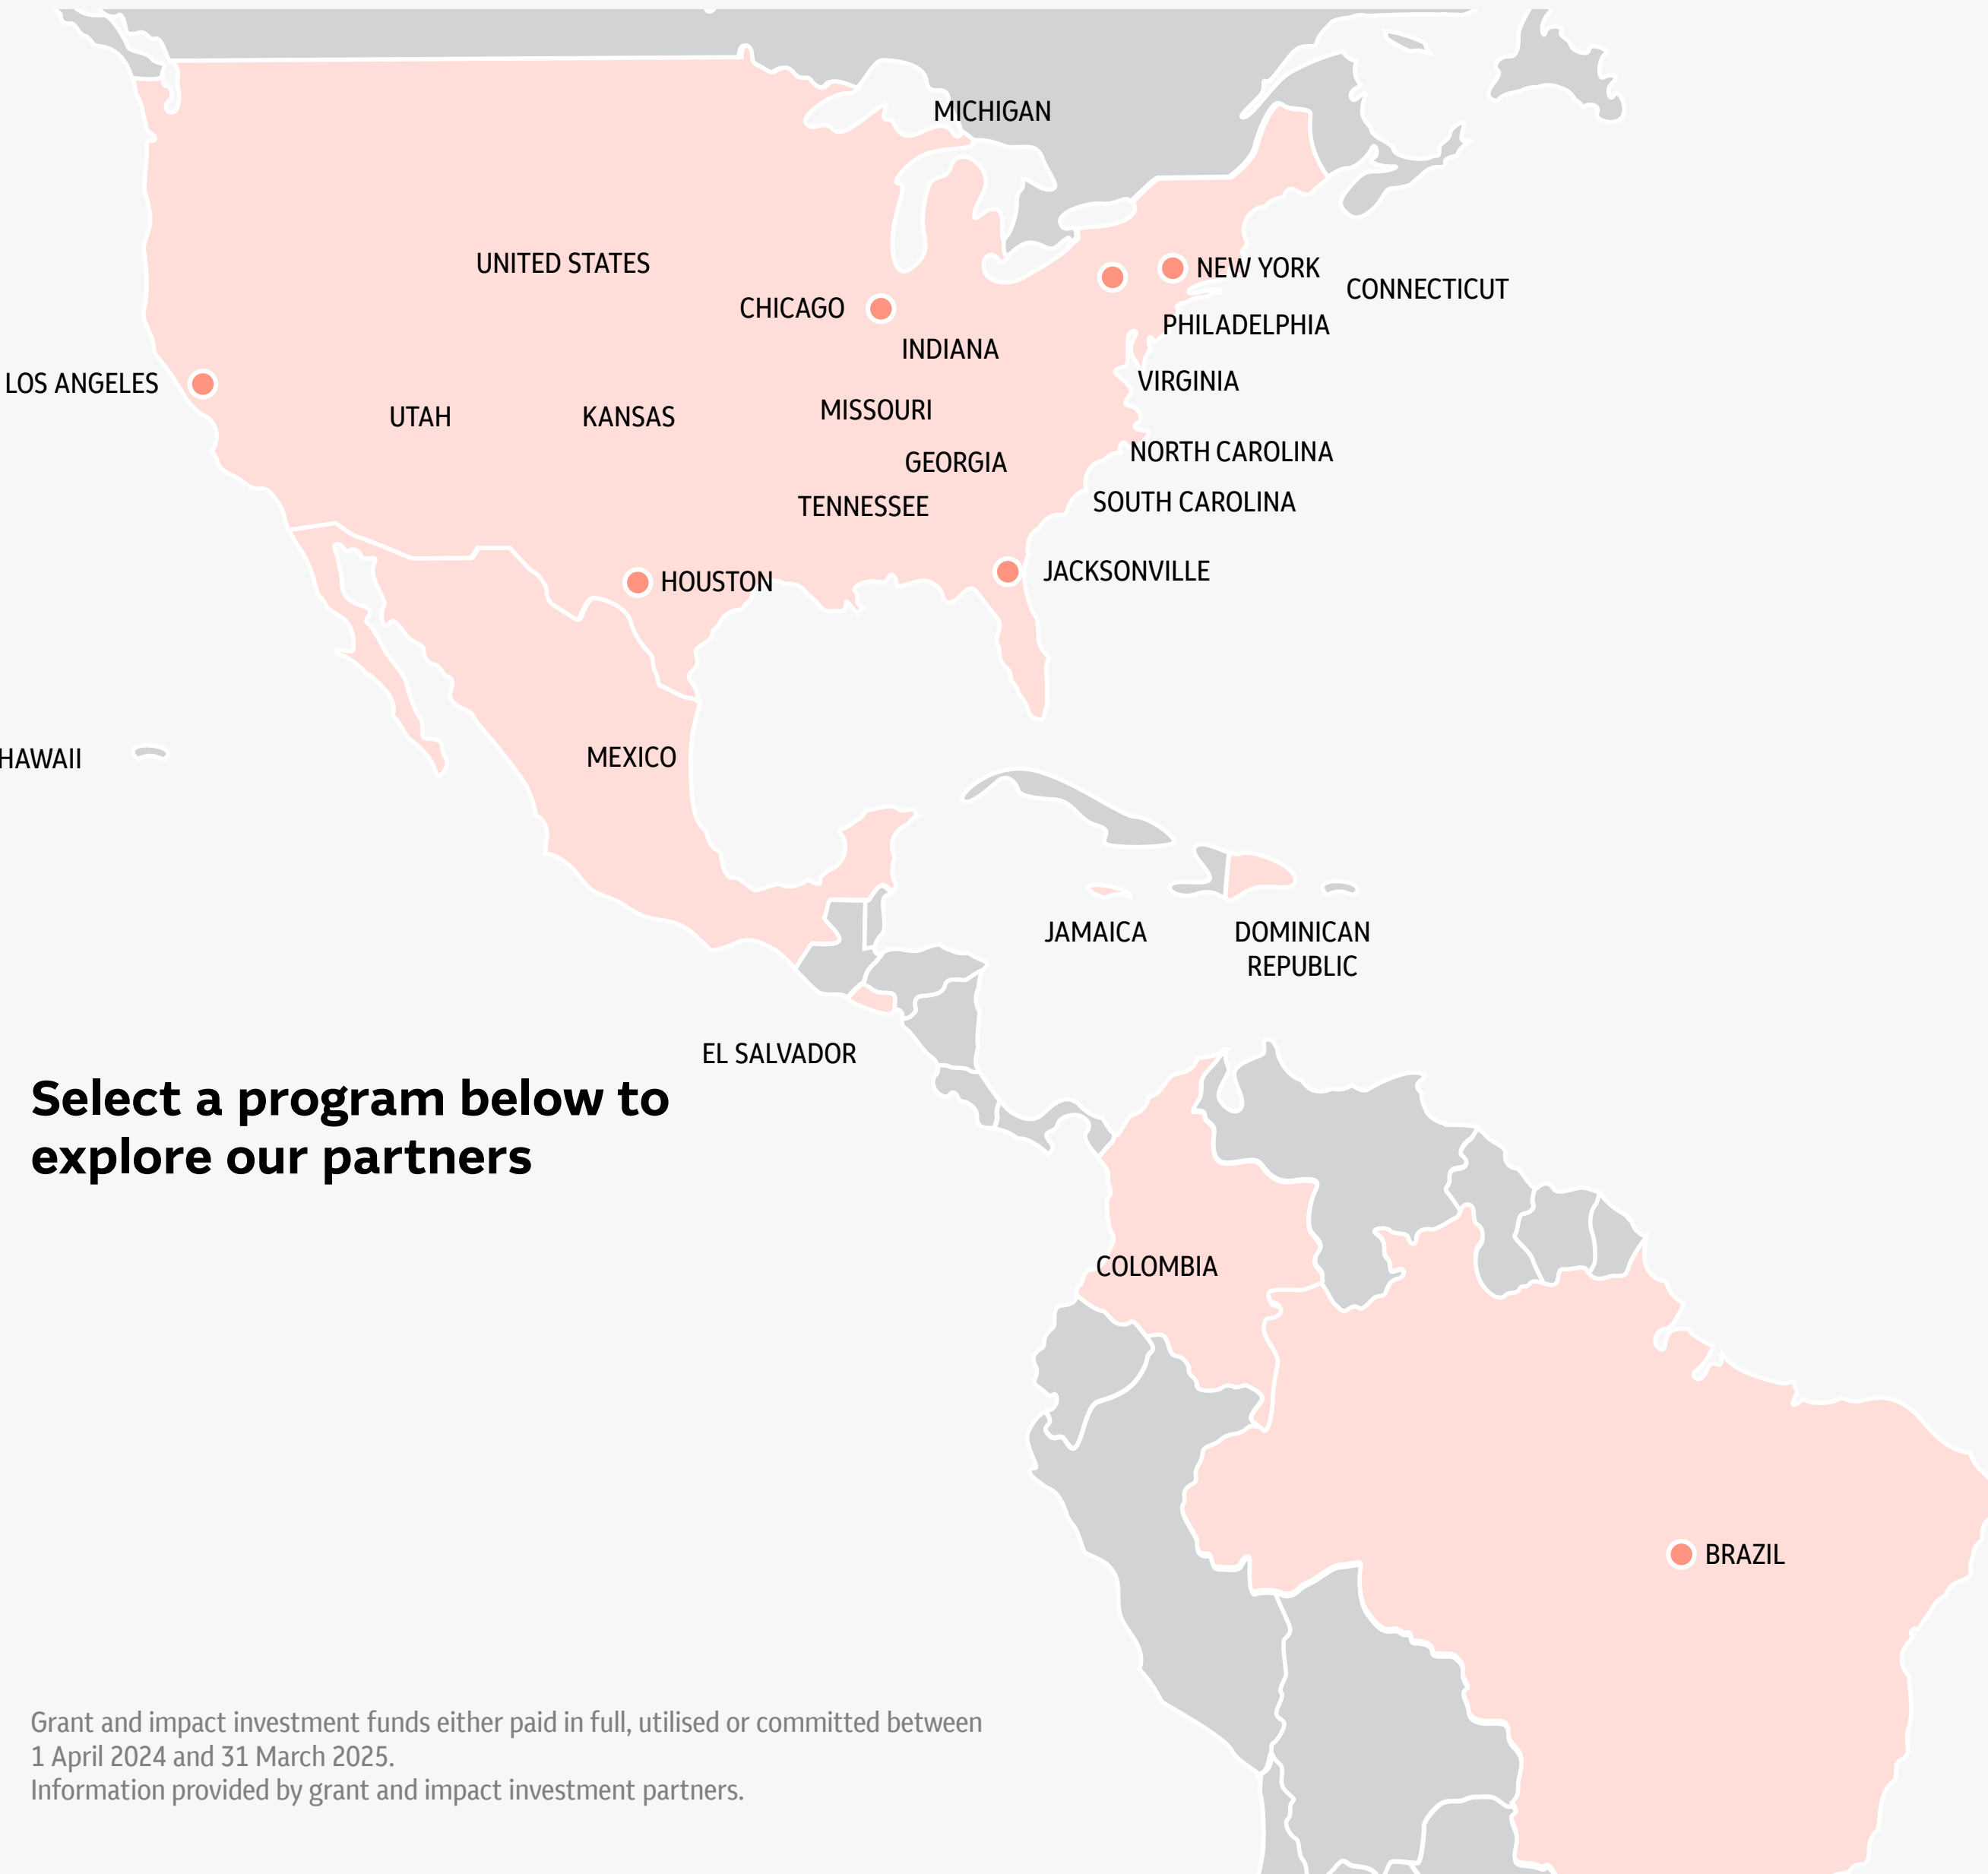 MICHIGAN
UNITED STATES
NEW YORK
CONNECTICUT
CHICAGO
PHILADELPHIA
INDIANA
LOS ANGELES
VIRGINIA
UTAH
KANSAS
MISSOURI
NORTH CAROLINA
GEORGIA
TENNESSEE
SOUTH CAROLINA
HOUSTON
JACKSONVILLE
HAWAII
MEXICO
JAMAICA
DOMINICAN
REPUBLIC
EL SALVADOR
Select a program below to
explore our partners
COLOMBIA
BRAZIL
Grant and impact investment funds either paid in full, utilised or committed between
1 April 2024 and 31 March 2025.
Information provided by grant and impact investment partners.